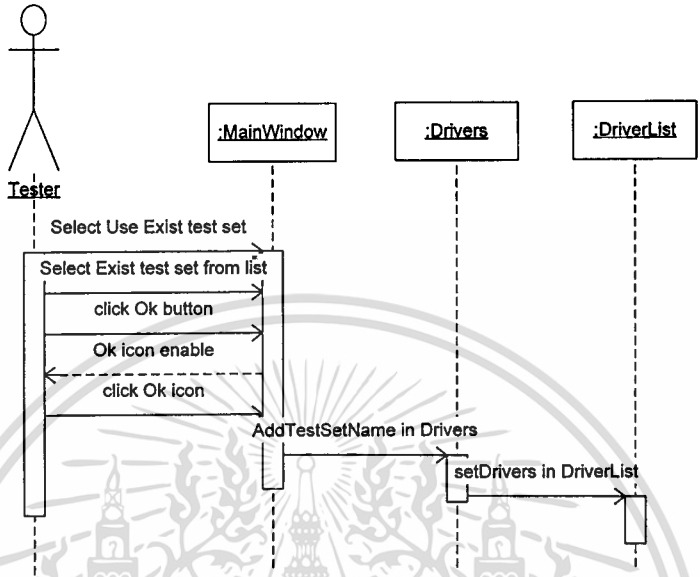 :MainWindow
:Drivers
:DriverList
Tester
Select Use Exist test set
Select Exist test set from list
click Ok button
Ok icon enable
click Ok icon
AddTestSetName in Drivers
setDrivers in DriverList